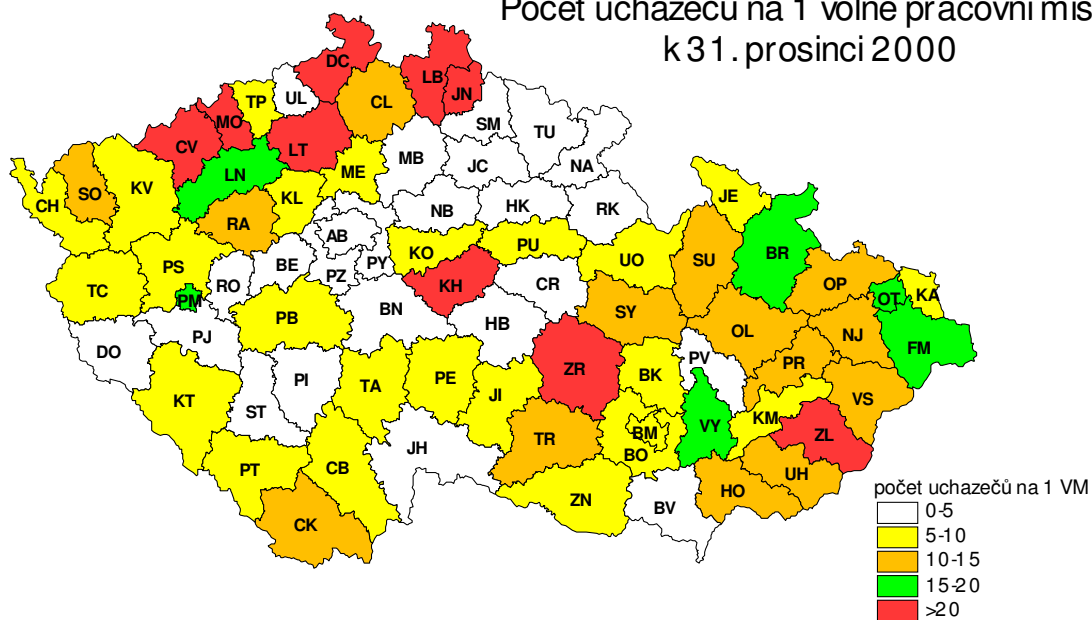 Počet uchazečů na 1 volné pracovní mís
k 31. prosinci 2000
DC
LB
JN
TP
UL
CL
MO
CV
LT
SM
TU
LN
ME
MB
JC
NA
CH
SO
KV
KL
RA
NB
HK
RK
JE
AB
PS
BE
PY
KO
PU
UO
SU
BR
TC
PM
RO
PZ
KH
CR
OP
OT
KA
PB
BN
SY
DO
PJ
HB
OL
NJ
FM
PV
PR
KT
PI
TA
PE
JI
ZR
BK
VS
ST
VY
KM
TR
BM
ZL
BO
JH
PT
CB
UH
HO
ZN
BV
CK
počet uchazečů na 1 VM
0-5
5-10
10-15
15-20
>20